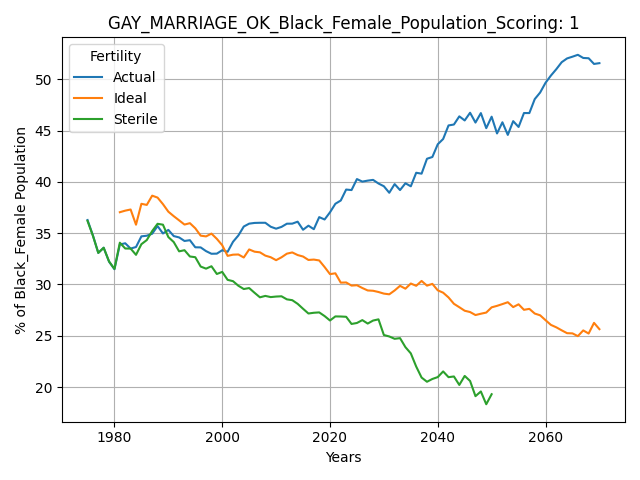 GAY_MARRIAGE_OK_Black_Female_Population_Scoring: 1
Fertility
Actual
Ideal
Sterile
% of Black_Female Population
50
45
40
35
30
25
20
1980
2000
2020
2040
2060
Years